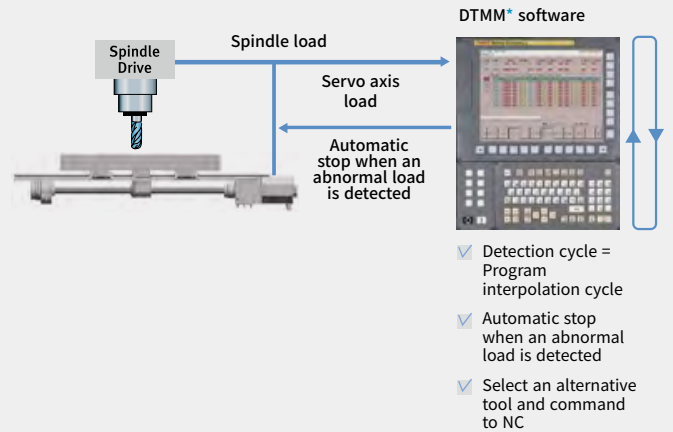 DTMM* software
Spindle
Drive
Spindle load
Servo axis
load
Automatic
stop when an
abnormal load
is detected
Detection cycle =
Program
interpolation cycle
Automatic stop
when an abnormal
load is detected
Select an alternative
tool and command
to NC